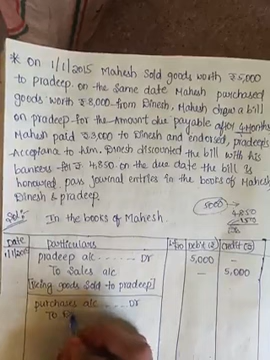 * On 1/1/2015 Mahesh Sold goods worth ₹5,000
to pradeep. on the same date Mahesh purchased
goods worth ₹8,000 from Dinesh. Mahesh drew a bill
on pradeep for the Amount due payable after 4 Months
Mahesh paid ₹3,000 to Dinesh and endorsed, pradeep's
Acceptance to him. Dinesh discounted the bill with his
bankers for ₹4,850 on the due date the bill is
honoured. pass journal entries in the books of Mahesh
Dinesh & pradeep.
Sol:- In the books of Mahesh.
5000
4,850
150
Date particulars L.F.No Debit(₹) Credit(₹)
1/1/2015 pradeep a/c ........ Dr 5,000 -
To Sales a/c - 5,000
[Being goods Sold to pradeep]
purchases a/c ..... Dr
To